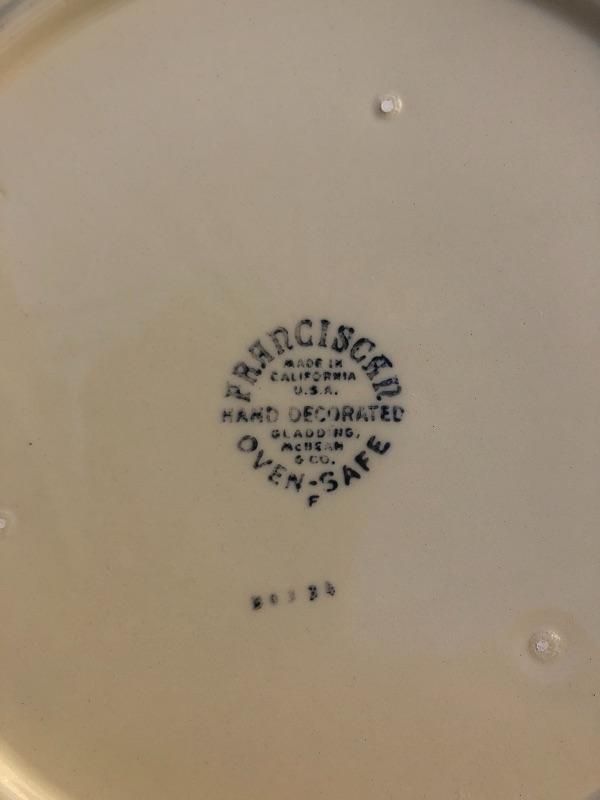 FRANCISCAN
MADE IN
CALIFORNIA
U.S.A.
HAND DECORATED
GLADDING,
McBEAN
& CO.
OVEN-SAFE
F